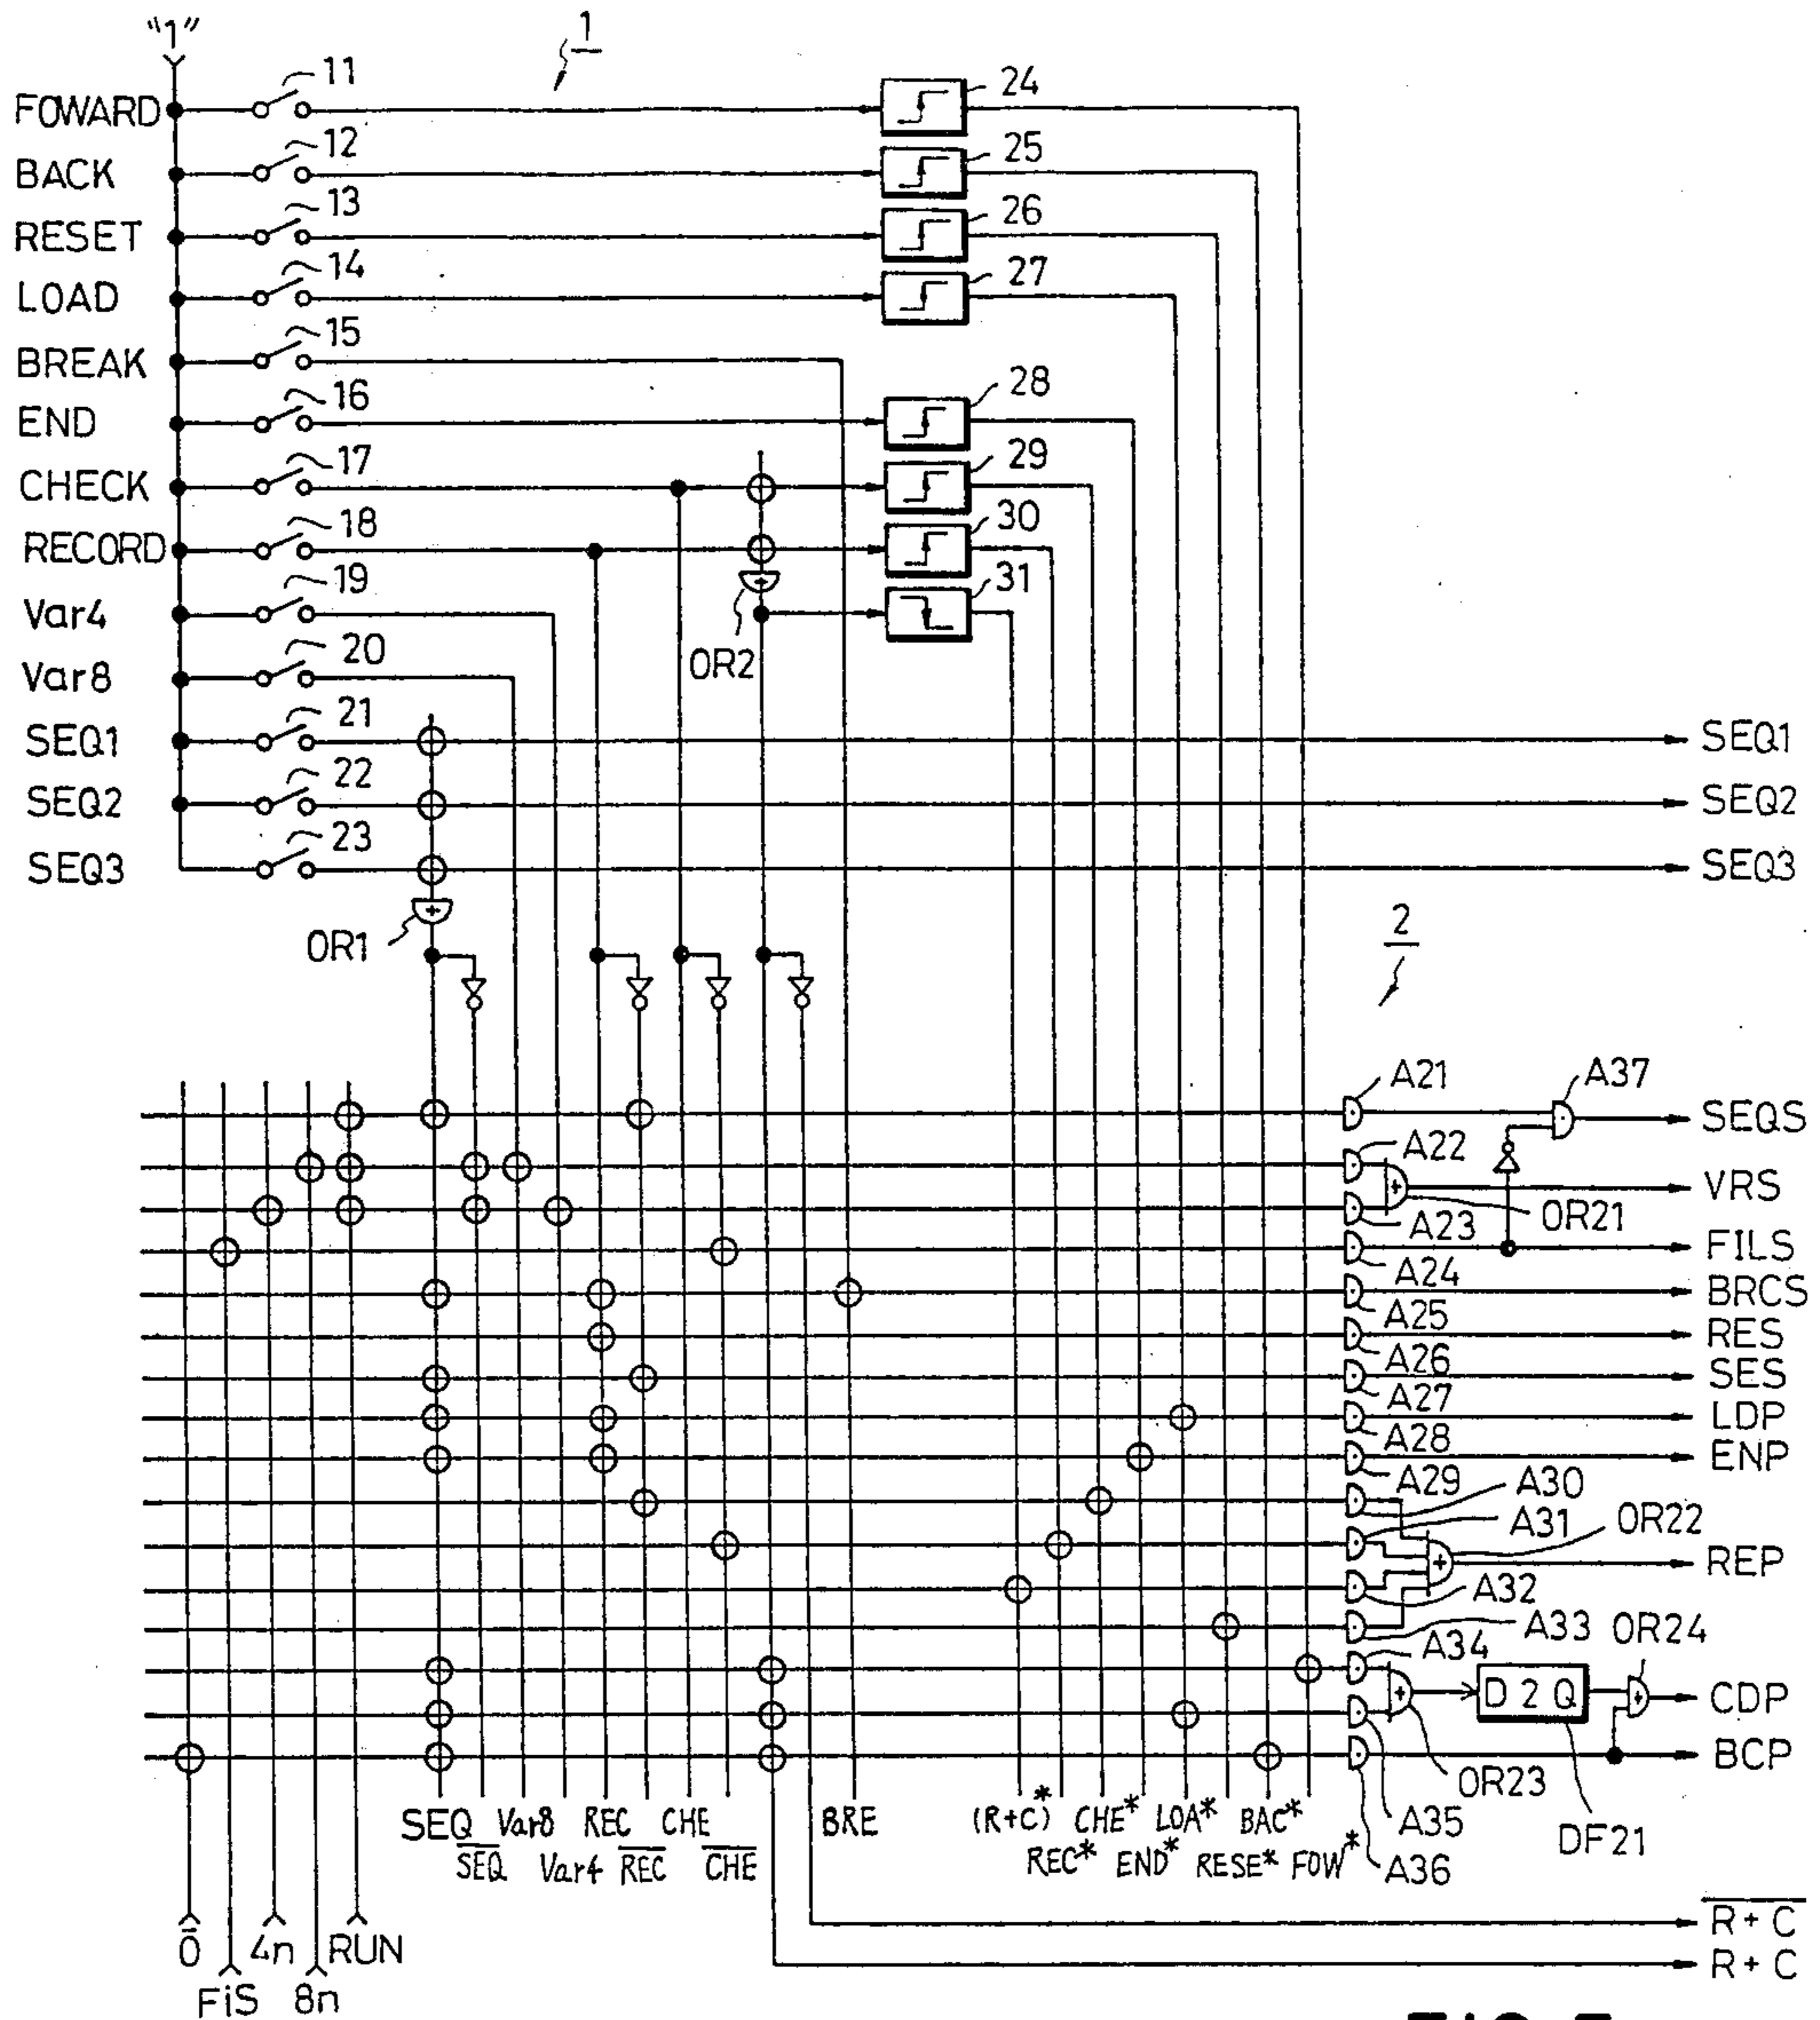 "1"
1
FOWARD 11 24
BACK 12 25
RESET 13 26
LOAD 14 27
BREAK 15
END 16 28
CHECK 17 29
RECORD 18 30
Var4 19 31
OR2
Var8 20
SEQ1 21 SEQ1
SEQ2 22 SEQ2
SEQ3 23 SEQ3
OR1
2
A21 A37 SEQS
A22 VRS
OR21
A23 FILS
A24 BRCS
A25 RES
A26 SES
A27 LDP
A28 ENP
A29
A30
A31 OR22
REP
A32
A33 OR24
A34
D 2 Q CDP
BCP
OR23
A35 DF21
A36
SEQ Var8 REC CHE BRE (R+C)* CHE* LOA* BAC*
S̅E̅Q̅ Var4 R̅E̅C̅ C̅H̅E̅ REC* END* RESE* FOW*
0̅ 4n RUN
FiS 8n
R̅ ̅+̅ ̅C̅
R + C